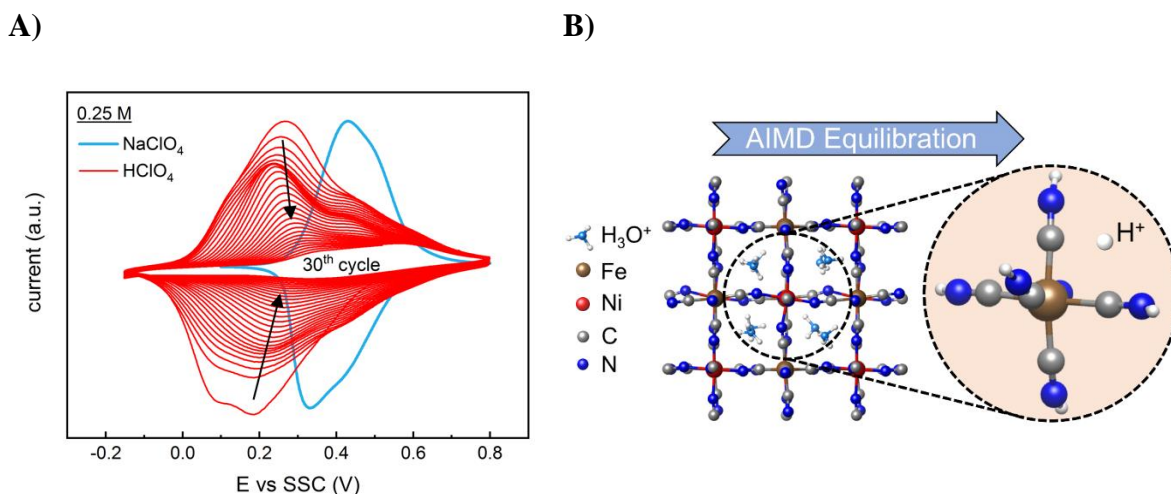 A)
B)
0.25 M
NaClO₄
HClO₄
30th cycle
current (a.u.)
-0.2 0.0 0.2 0.4 0.6 0.8
E vs SSC (V)
AIMD Equilibration
H₃O⁺
Fe
Ni
C
N
H⁺